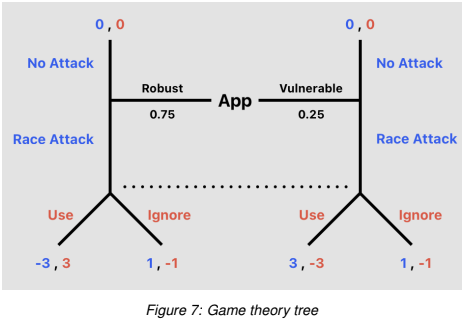 0 , 0 0 , 0
No Attack No Attack
Robust App Vulnerable
0.75 0.25
Race Attack Race Attack
Use Ignore Use Ignore
-3 , 3 1 , -1 3 , -3 1 , -1
Figure 7: Game theory tree